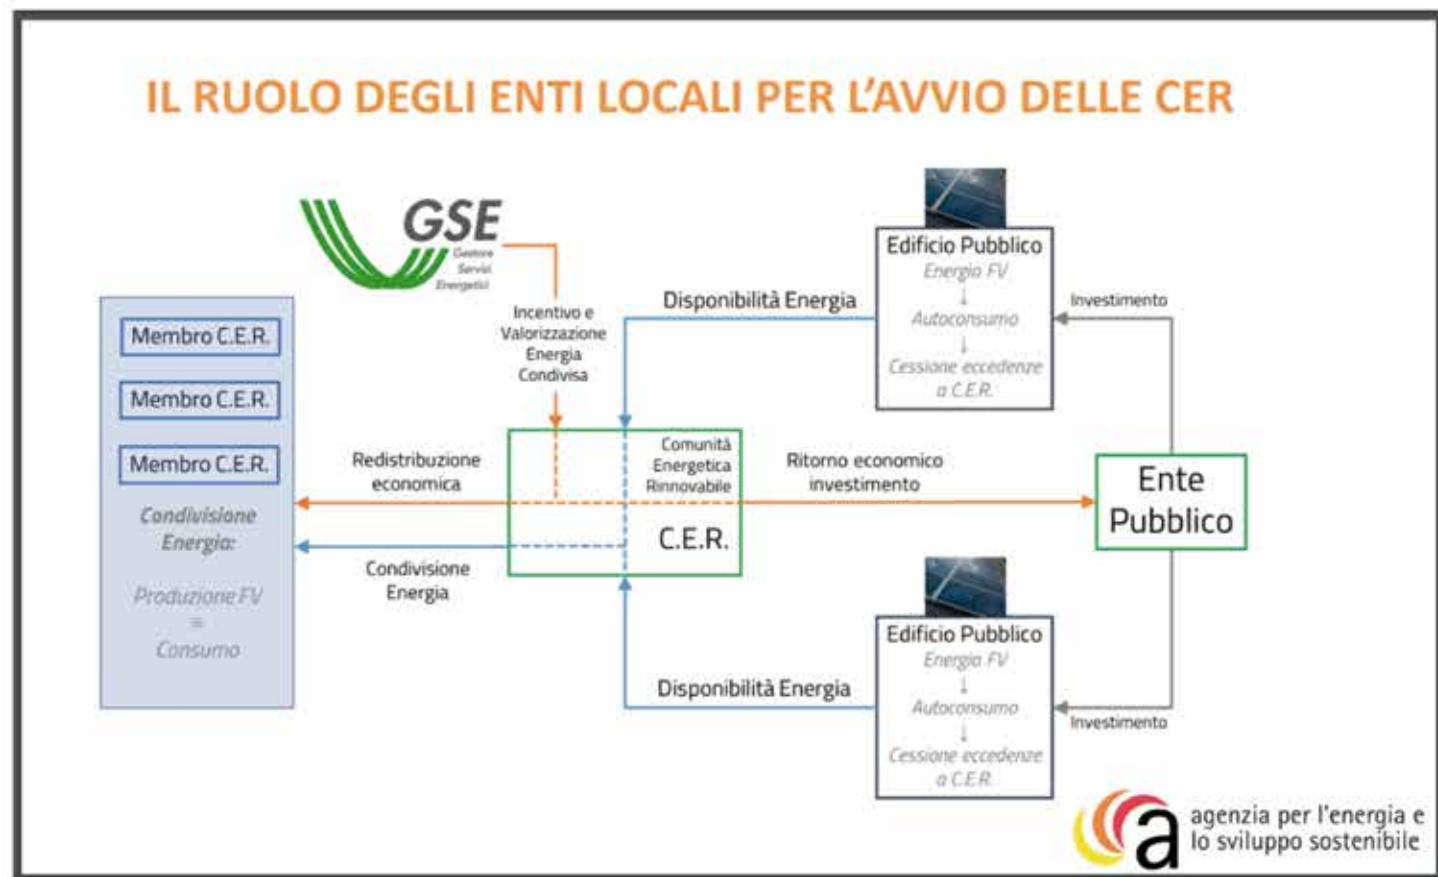 IL RUOLO DEGLI ENTI LOCALI PER L'AVVIO DELLE CER
GSE
Gestore
Servizi
Energetici
Incentivo e
Valorizzazione
Energia
Condivisa
Membro C.E.R.
Membro C.E.R.
Membro C.E.R.
Condivisione
Energia:
Produzione FV
=
Consumo
Redistribuzione
economica
Condivisione
Energia
Comunità
Energetica
Rinnovabile
C.E.R.
Disponibilità Energia
Edificio Pubblico
Energia FV
↓
Autoconsumo
↓
Cessione eccedenze
a C.E.R.
Investimento
Ritorno economico
investimento
Ente
Pubblico
Disponibilità Energia
Edificio Pubblico
Energia FV
↓
Autoconsumo
↓
Cessione eccedenze
a C.E.R.
Investimento
a
agenzia per l'energia e
lo sviluppo sostenibile